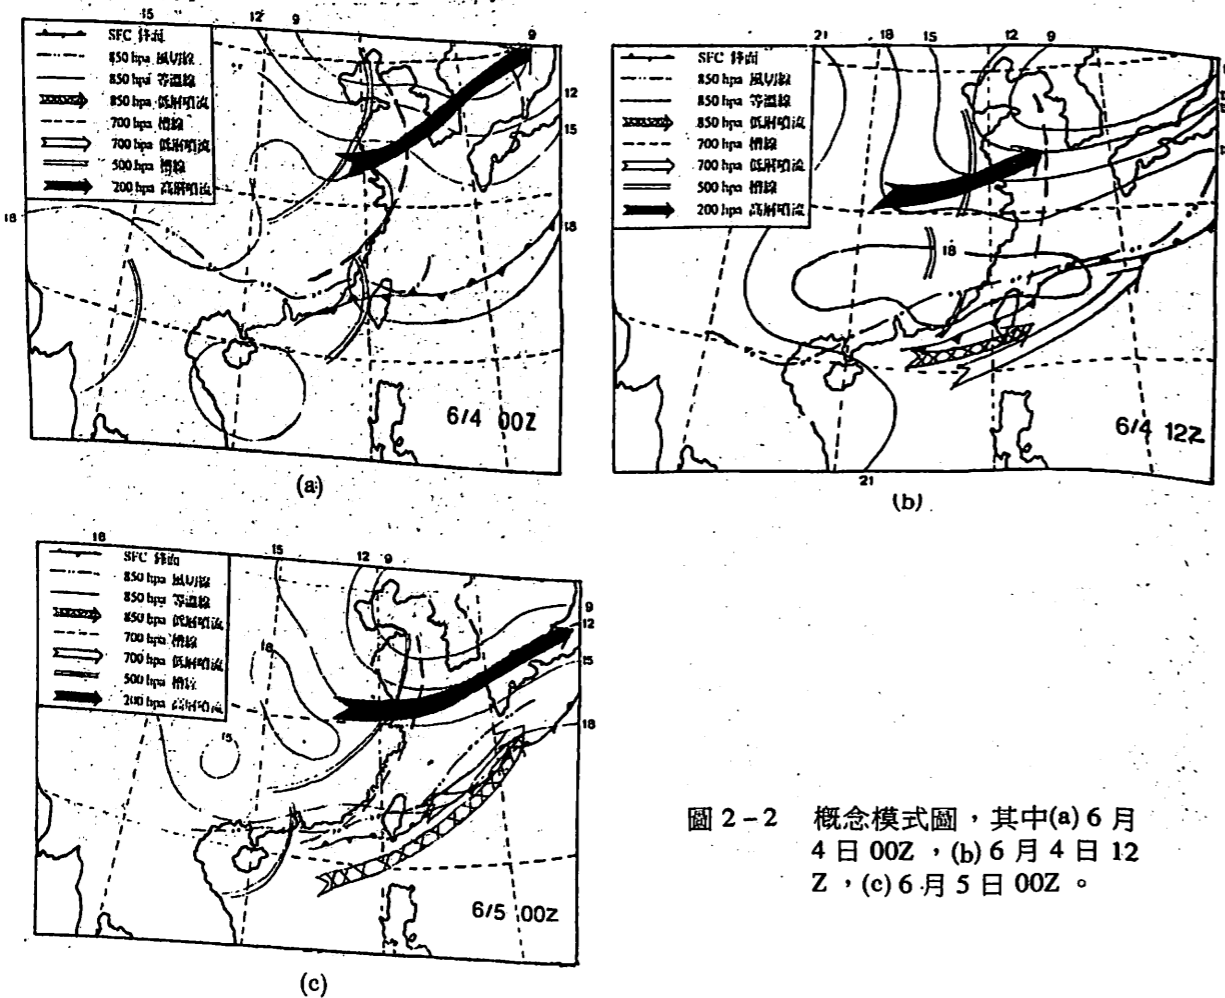 15 12 9 9
SFC 鋒面
850 hpa 風切線
850 hpa 等溫線
850 hpa 低層噴流
700 hpa 槽線
700 hpa 低層噴流
500 hpa 槽線
200 hpa 高層噴流
12
15
18
18
6/4 00Z
(a)
21 18 15 12 9
SFC 鋒面
850 hpa 風切線
850 hpa 等溫線
850 hpa 低層噴流
700 hpa 槽線
700 hpa 低層噴流
500 hpa 槽線
200 hpa 高層噴流
18
6/4 12Z
21
(b)
18 15 12 9
SFC 鋒面
850 hpa 風切線
850 hpa 等溫線
850 hpa 低層噴流
700 hpa 槽線
700 hpa 低層噴流
500 hpa 槽線
200 hpa 高層噴流
9
12
15
18
18
15
6/5 00Z
(c)
圖 2-2 概念模式圖,其中(a) 6 月
4 日 00Z ,(b) 6 月 4 日 12
Z ,(c) 6 月 5 日 00Z 。